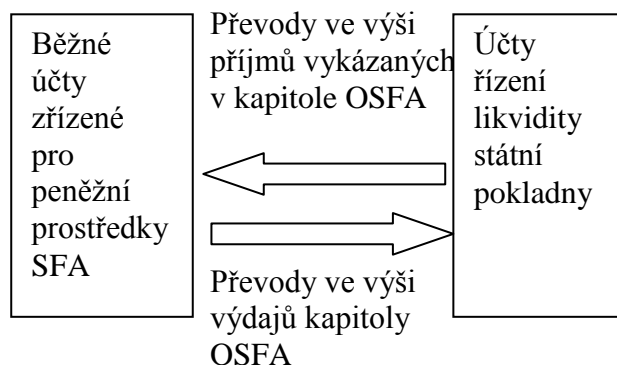 Běžné
účty
zřízené
pro
peněžní
prostředky
SFA
Převody ve výši
příjmů vykázaných
v kapitole OSFA
Převody ve výši
výdajů kapitoly
OSFA
Účty
řízení
likvidity
státní
pokladny